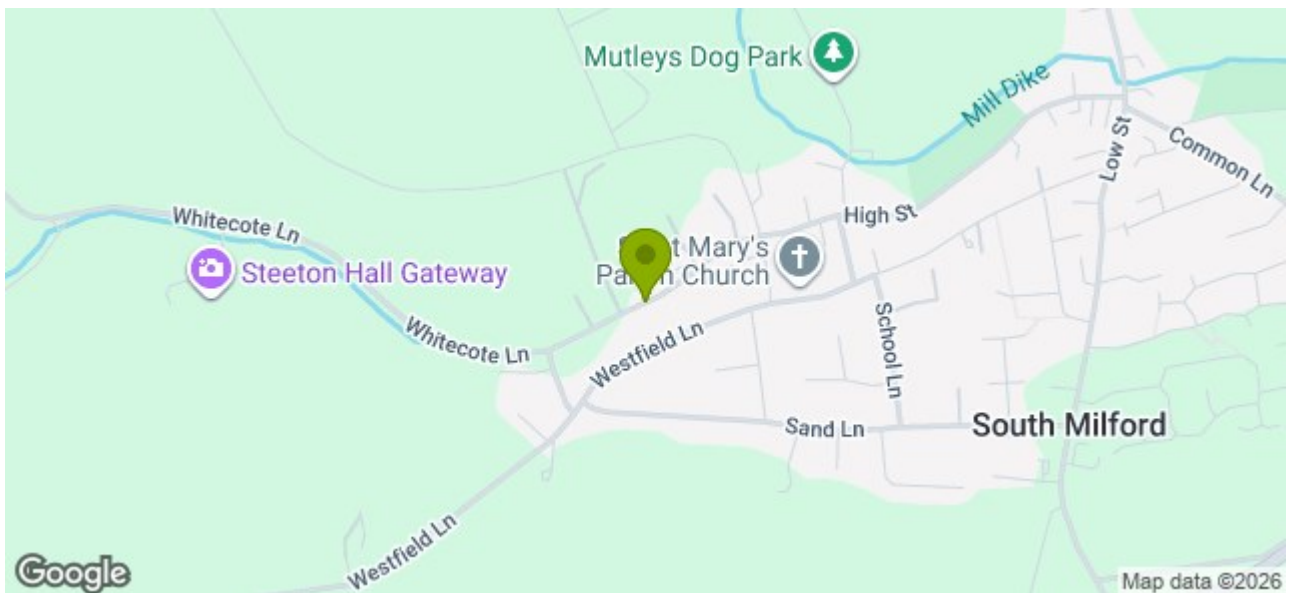 Mutleys Dog Park
Mill Dike
Low St
Common Ln
Whitecote Ln
High St
Mary's
Church
Steeton Hall Gateway
Whitecote Ln
Westfield Ln
School Ln
Sand Ln
South Milford
Westfield Ln
Google
Map data ©2026